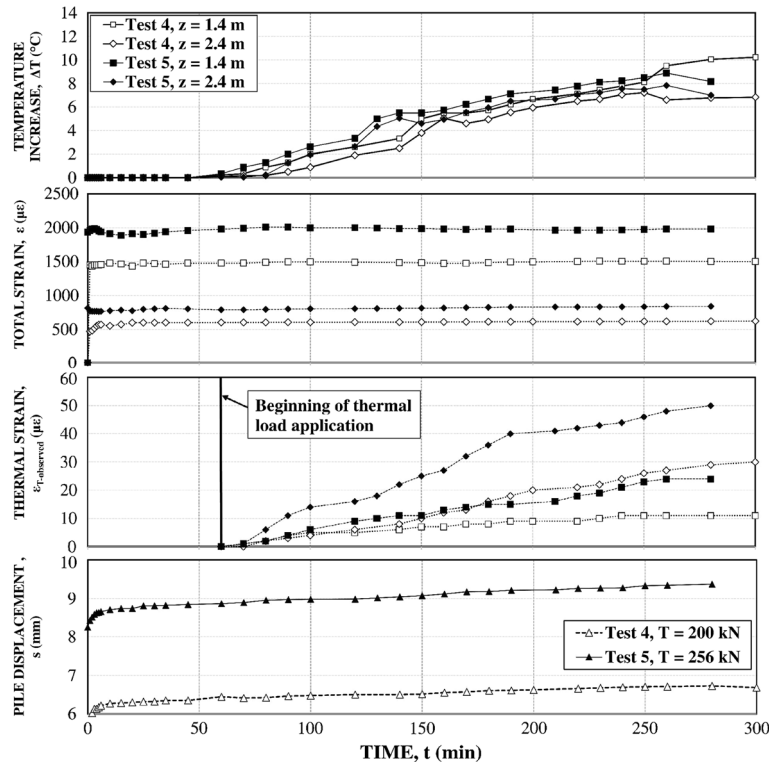 TEMPERATURE
INCREASE, ΔT (°C)
14
12
10
8
6
4
2
0
Test 4, z = 1.4 m
Test 4, z = 2.4 m
Test 5, z = 1.4 m
Test 5, z = 2.4 m
TOTAL STRAIN, ε (με)
2500
2000
1500
1000
500
0
THERMAL STRAIN,
εT-observed (με)
60
50
40
30
20
10
0
Beginning of thermal
load application
PILE DISPLACEMENT ,
s (mm)
10
9
8
7
6
Test 4, T = 200 kN
Test 5, T = 256 kN
0 50 100 150 200 250 300
TIME, t (min)